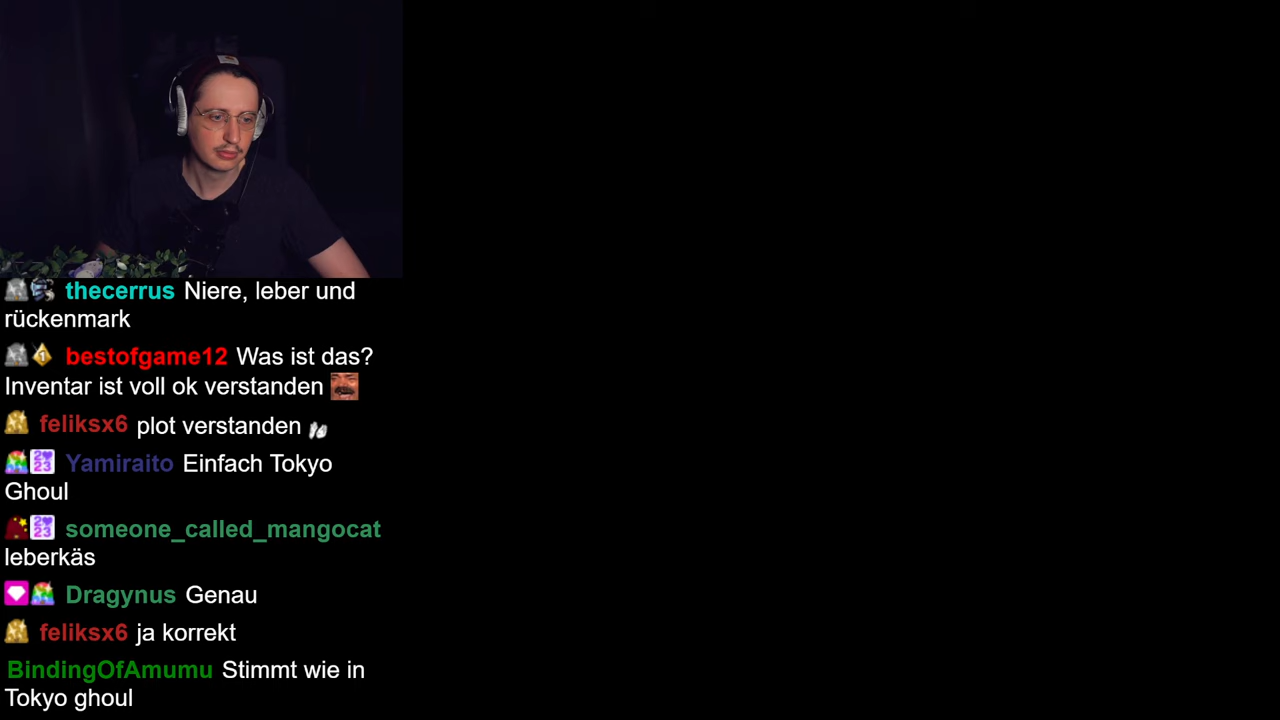 thecerrus Niere, leber und
rückenmark
bestofgame12 Was ist das?
Inventar ist voll ok verstanden
feliksx6 plot verstanden
Yamiraito Einfach Tokyo
Ghoul
someone_called_mangocat
leberkäs
Dragynus Genau
feliksx6 ja korrekt
BindingOfAmumu Stimmt wie in
Tokyo ghoul